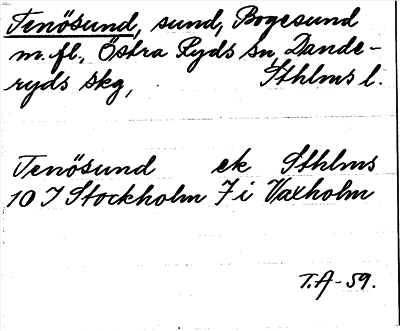 Tenösund, sund, Bogesund
m. fl., Östra Ryds sn, Dande-
ryds skg, Sthlms l.
Tenösund ek Sthlms
10 I Stockholm 7 i Vaxholm
T.A-59.